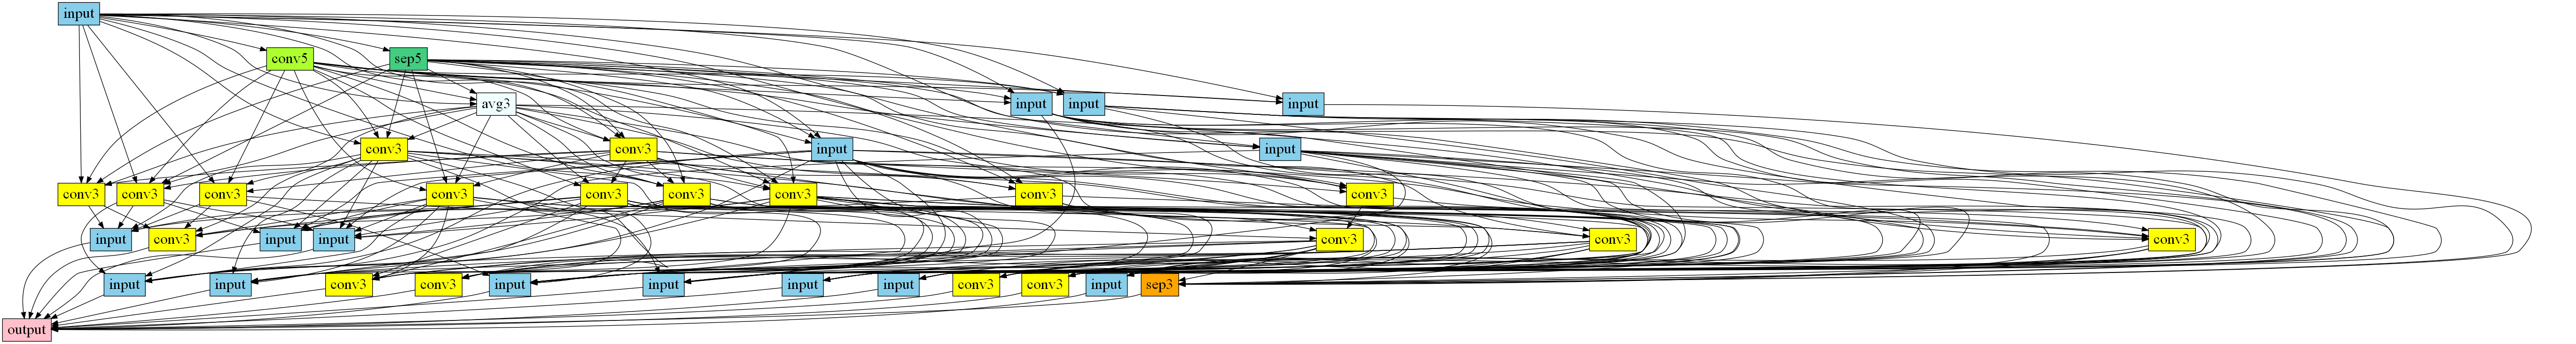 input
conv5 sep5
avg3 input input input
conv3 conv3 input input
conv3 conv3 conv3 conv3 conv3 conv3 conv3 conv3 conv3
input conv3 input input conv3 conv3 conv3
input input conv3 conv3 input input input input conv3 conv3 input sep3
output